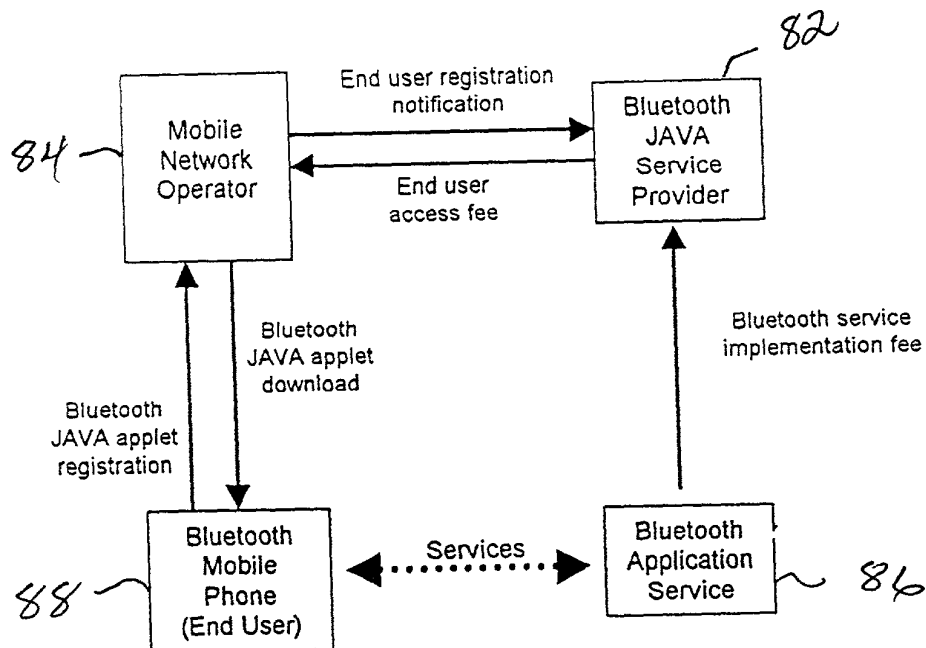 82
End user registration
notification
Bluetooth
JAVA
Service
Provider
84
Mobile
Network
Operator
End user
access fee
Bluetooth
JAVA applet
download
Bluetooth service
implementation fee
Bluetooth
JAVA applet
registration
Bluetooth
Mobile
Phone
(End User)
Services
Bluetooth
Application
Service
88
86